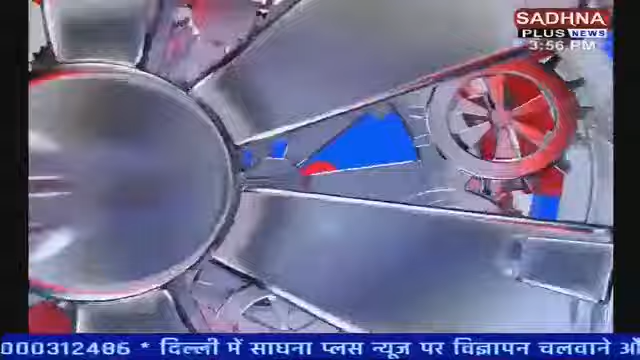 SADHNA
PLUS NEWS
3:56 PM
000312486 * दिल्ली में साधना प्लस न्यूज पर विज्ञापन चलवाने